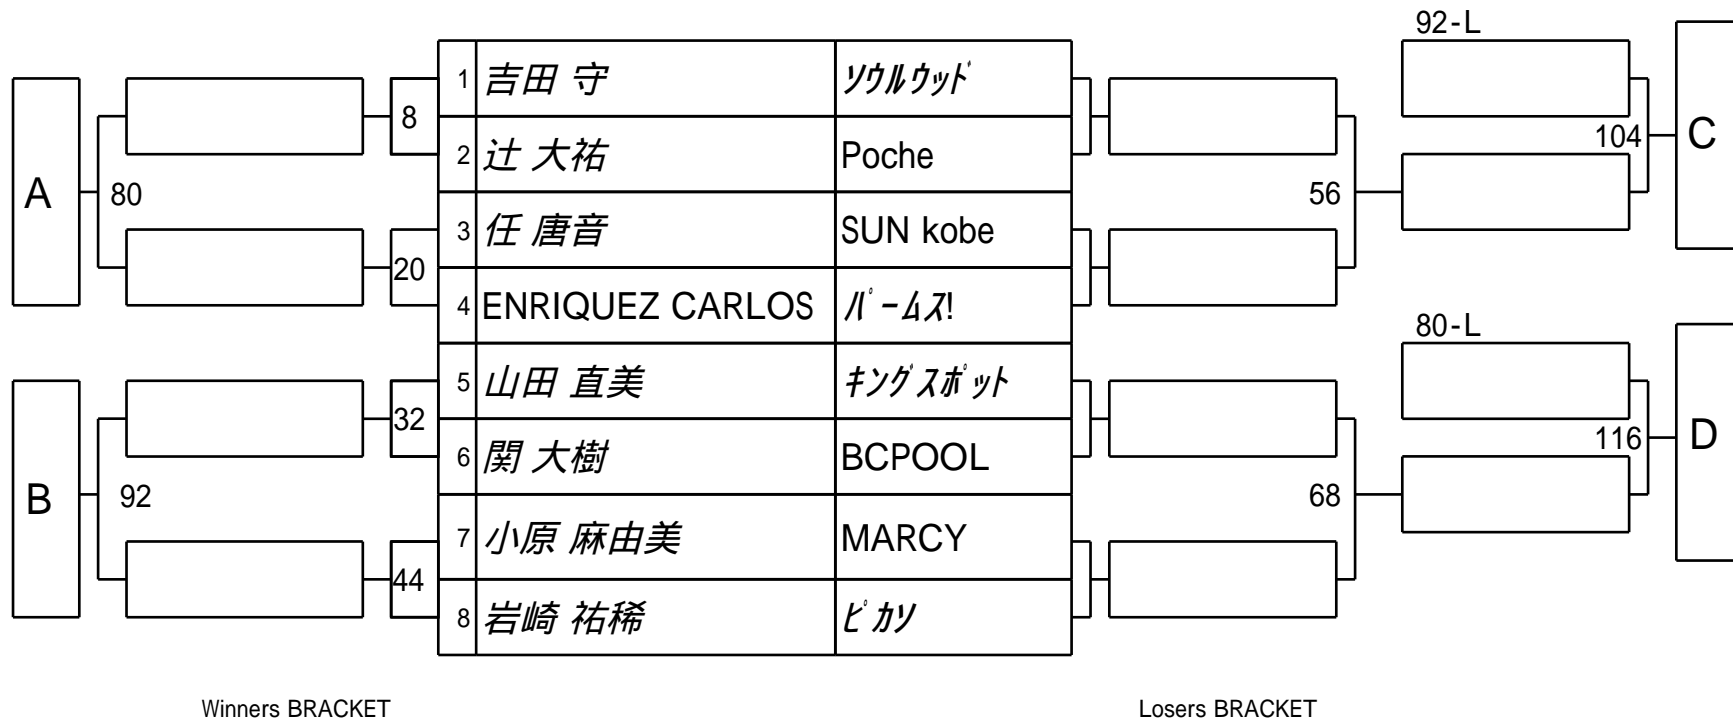 92-L
1 吉田 守 ソウルウッド
8
2 辻 大祐 Poche
104 C
A 80
56
3 任 唐音 SUN kobe
20
4 ENRIQUEZ CARLOS パームス!
80-L
5 山田 直美 キングスポット
32
6 関 大樹 BCPOOL
116 D
B 92
68
7 小原 麻由美 MARCY
44
8 岩崎 祐稀 ピカソ
Winners BRACKET Losers BRACKET